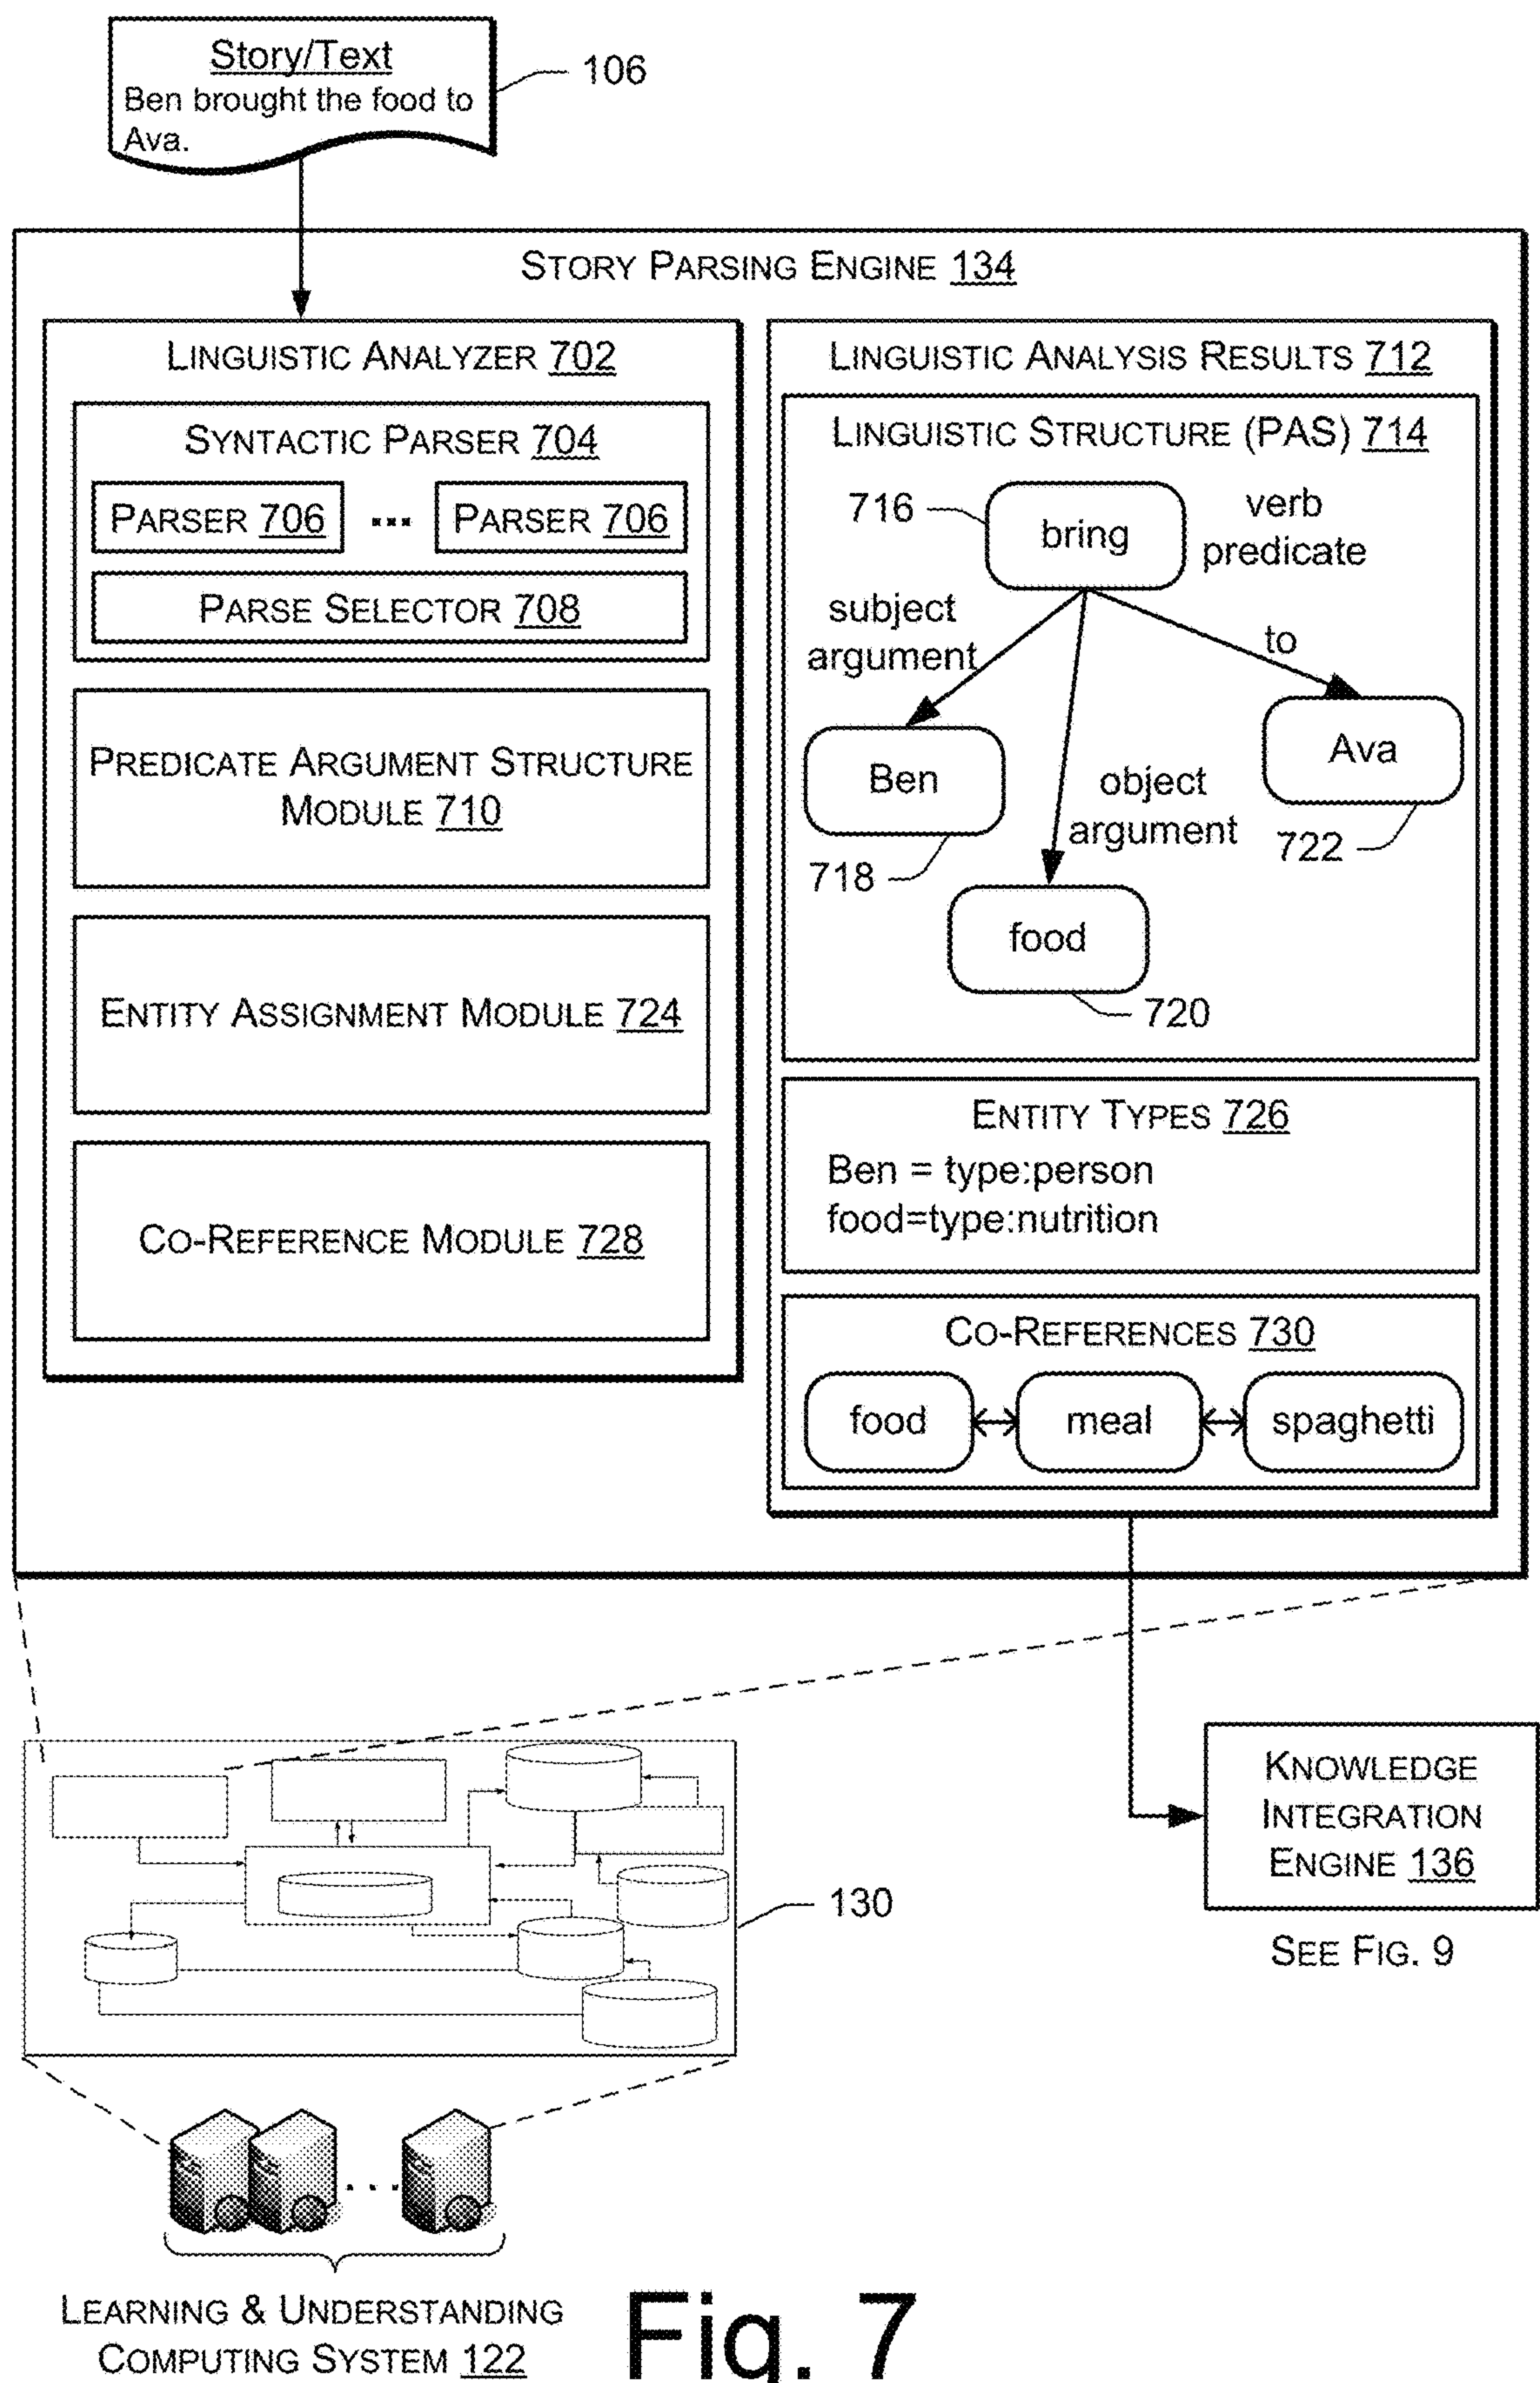 Story/Text
Ben brought the food to
Ava.
106
STORY PARSING ENGINE 134
LINGUISTIC ANALYZER 702
SYNTACTIC PARSER 704
PARSER 706 ... PARSER 706
PARSE SELECTOR 708
PREDICATE ARGUMENT STRUCTURE
MODULE 710
ENTITY ASSIGNMENT MODULE 724
CO-REFERENCE MODULE 728
LINGUISTIC ANALYSIS RESULTS 712
LINGUISTIC STRUCTURE (PAS) 714
716
bring
verb
predicate
subject
argument
to
Ben
718
object
argument
Ava
722
food
720
ENTITY TYPES 726
Ben = type:person
food=type:nutrition
CO-REFERENCES 730
food
meal
spaghetti
KNOWLEDGE
INTEGRATION
ENGINE 136
SEE FIG. 9
130
...
LEARNING & UNDERSTANDING
COMPUTING SYSTEM 122
Fig. 7